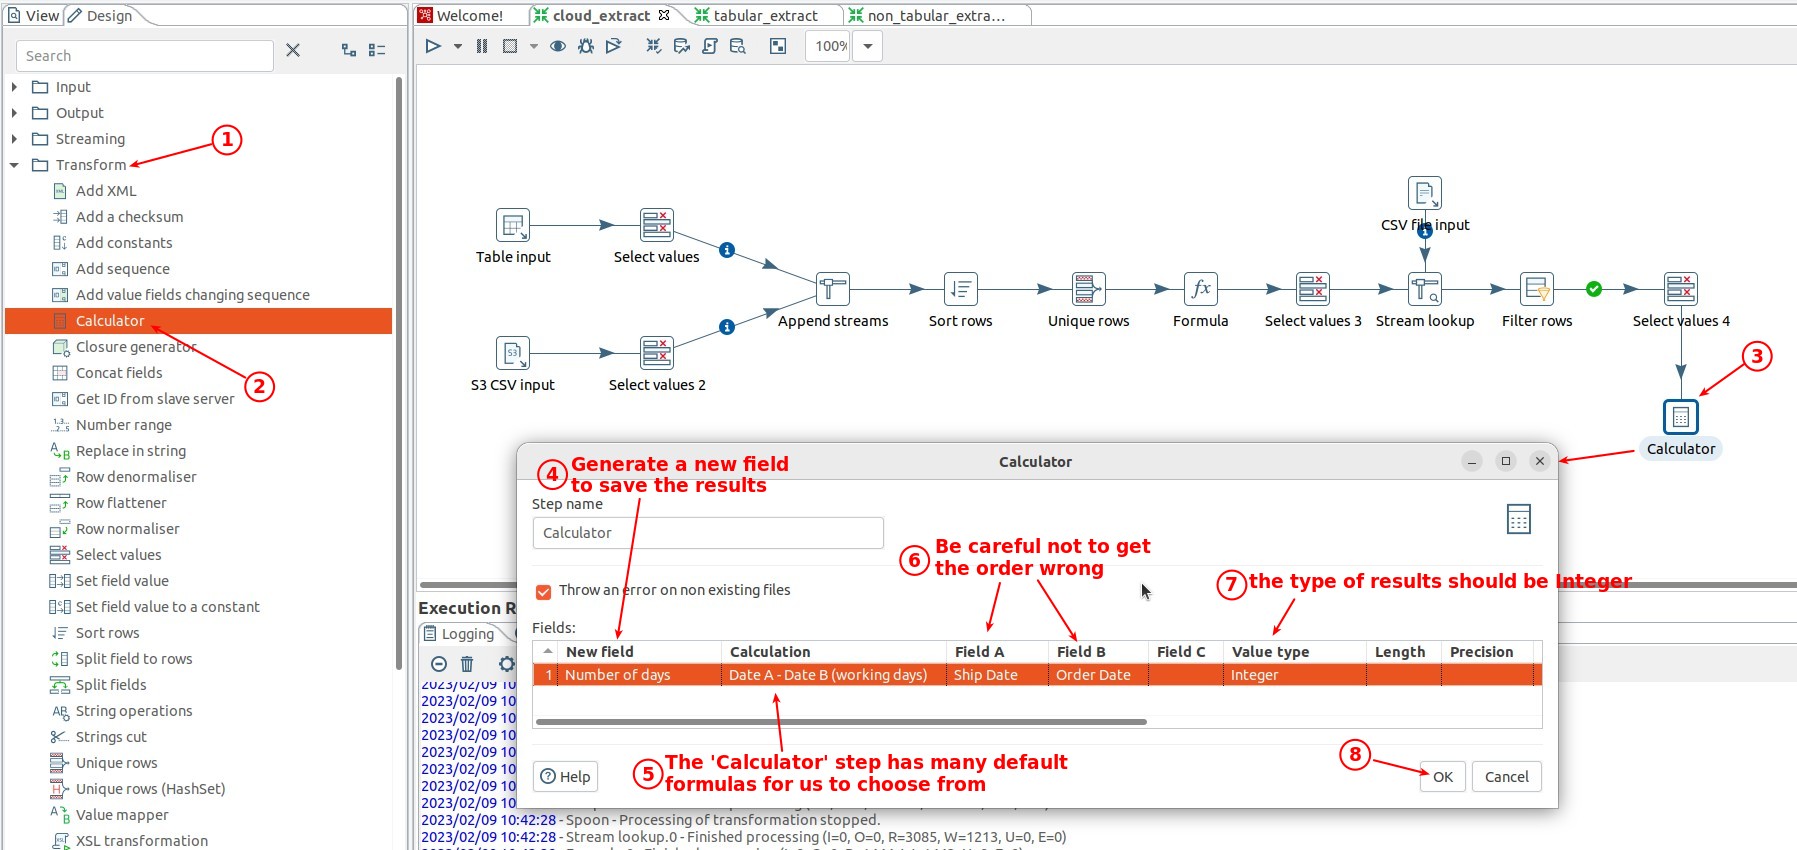 View
Design
Welcome!
cloud_extract
tabular_extract
non_tabular_extra...
Search
100%
Input
Output
Streaming
Transform
Add XML
Add a checksum
Add constants
Add sequence
Add value fields changing sequence
Calculator
Closure generator
Concat fields
Get ID from slave server
Number range
Replace in string
Row denormaliser
Row flattener
Row normaliser
Select values
Set field value
Set field value to a constant
Sort rows
Split field to rows
Split fields
String operations
Strings cut
Unique rows
Unique rows (HashSet)
Value mapper
XSL transformation
1
2
CSV file input
Table input
Select values
Append streams
Sort rows
Unique rows
Formula
Select values 3
Stream lookup
Filter rows
Select values 4
S3
S3 CSV input
Select values 2
3
Calculator
Execution R
Logging
Calculator
4 Generate a new field
to save the results
Step name
Calculator
6 Be careful not to get
the order wrong
7 the type of results should be Integer
Throw an error on non existing files
Fields:
New field Calculation Field A Field B Field C Value type Length Precision
1 Number of days Date A - Date B (working days) Ship Date Order Date Integer
5 The 'Calculator' step has many default
formulas for us to choose from
8
Help
OK
Cancel
2023/02/09 10
2023/02/09 10
2023/02/09 10
2023/02/09 10
2023/02/09 10
2023/02/09 10
2023/02/09 10
2023/02/09 10:42:28 - Spoon - Processing of transformation stopped.
2023/02/09 10:42:28 - Stream lookup.0 - Finished processing (I=0, O=0, R=3085, W=1213, U=0, E=0)